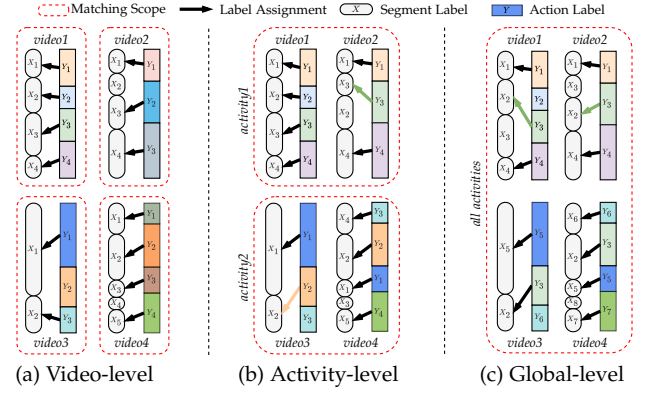 Matching Scope Label Assignment X Segment Label Y Action Label
video1 video2 video1 video2 video1 video2
X1 Y1 X1 Y1 X1 Y1 X1 Y1 X1 Y1 X1 Y1
X2 Y2 X2 X2 Y2 X3 X2 Y2 X3
X3 Y3 X3 Y2 X3 Y3 X2 Y3 X3 Y3 X2 Y3
X4 Y4 X4 Y3 X4 Y4 X4 Y4 X4 Y4 X4 Y4
activity1
all activities
X1 Y1 X1 Y1 X1 Y1 X4 Y3 X5 Y5 X6 Y6
X2 Y2 X2 Y2 X2 Y3
X2 Y2 X3 Y3 X2 Y2 X1 Y1 X2 Y3 X5 Y5
Y3 X4 Y3 X3 Y6 X8
X5 Y4 X5 Y4 X7 Y7
activity2
video3 video4 video3 video4 video3 video4
(a) Video-level (b) Activity-level (c) Global-level